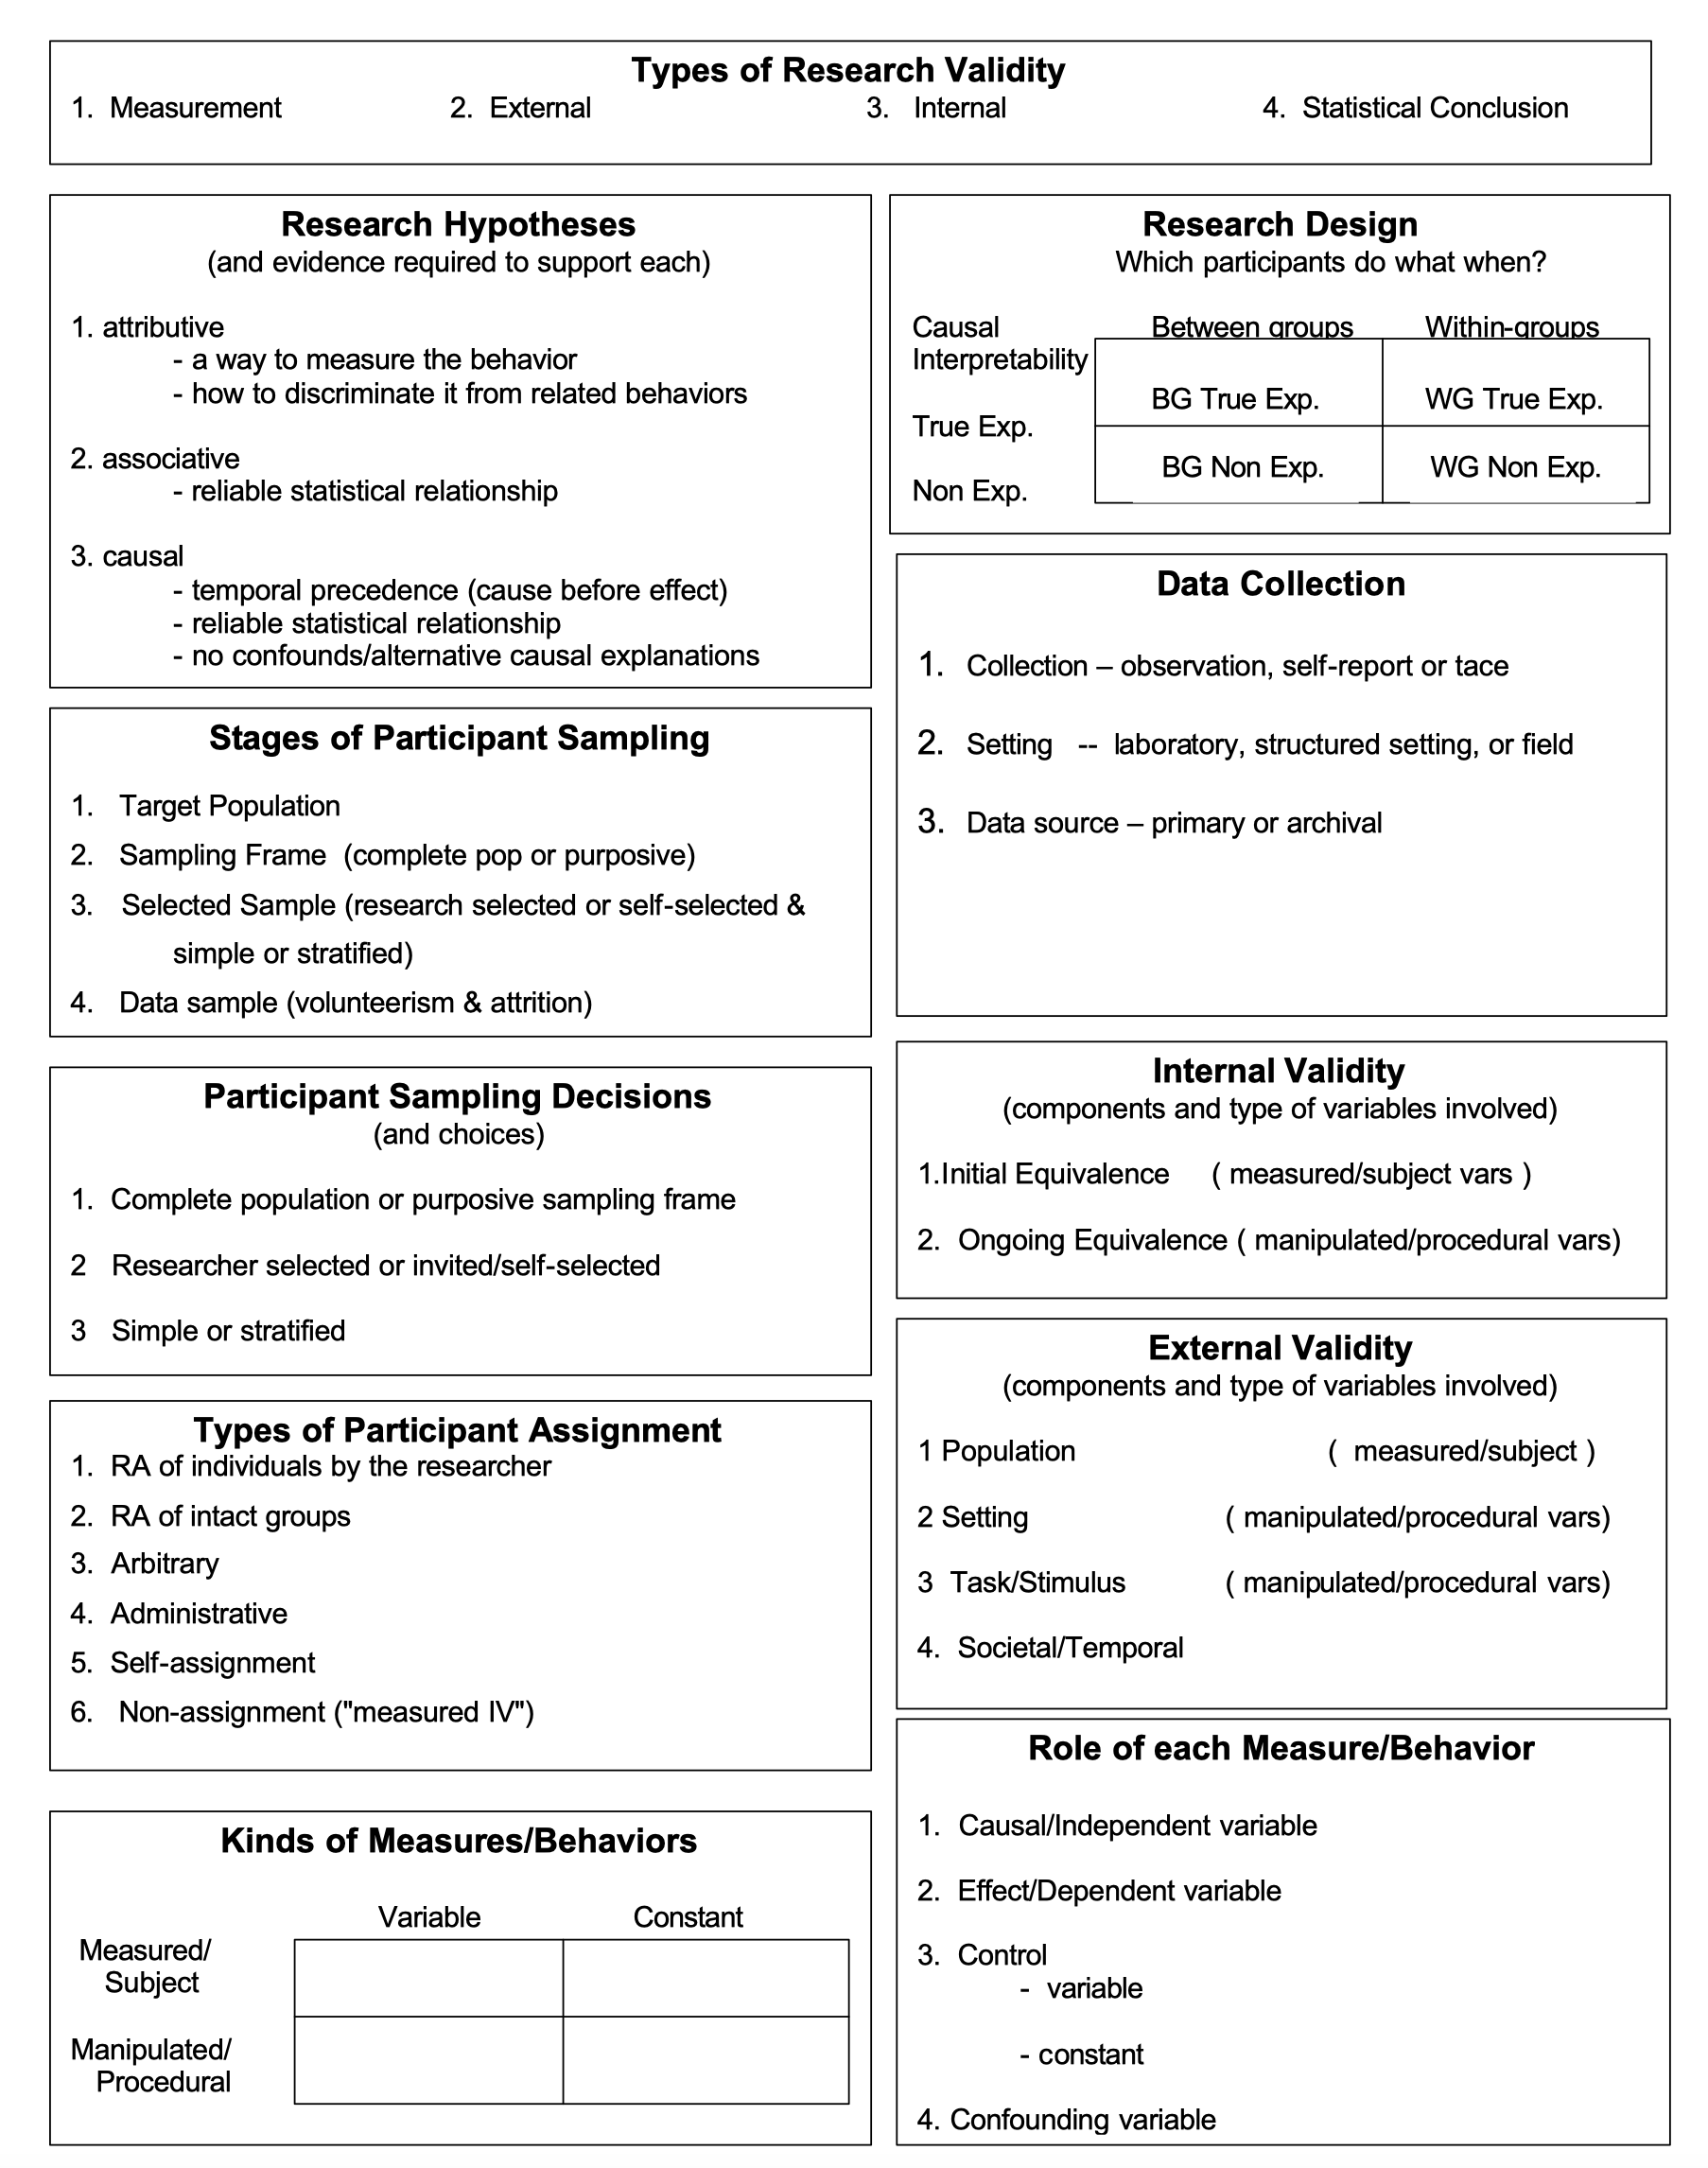 Types of Research Validity
1. Measurement 2. External 3. Internal 4. Statistical Conclusion
Research Hypotheses
(and evidence required to support each)
1. attributive
- a way to measure the behavior
- how to discriminate it from related behaviors
2. associative
- reliable statistical relationship
3. causal
- temporal precedence (cause before effect)
- reliable statistical relationship
- no confounds/alternative causal explanations
Stages of Participant Sampling
1. Target Population
2. Sampling Frame (complete pop or purposive)
3. Selected Sample (research selected or self-selected &
simple or stratified)
4. Data sample (volunteerism & attrition)
Participant Sampling Decisions
(and choices)
1. Complete population or purposive sampling frame
2 Researcher selected or invited/self-selected
3 Simple or stratified
Types of Participant Assignment
1. RA of individuals by the researcher
2. RA of intact groups
3. Arbitrary
4. Administrative
5. Self-assignment
6. Non-assignment ("measured IV")
Kinds of Measures/Behaviors
Variable Constant
Measured/
Subject
Manipulated/
Procedural
Research Design
Which participants do what when?
Causal Between groups Within-groups
Interpretability
BG True Exp. WG True Exp.
True Exp.
BG Non Exp. WG Non Exp.
Non Exp.
Data Collection
1. Collection – observation, self-report or tace
2. Setting -- laboratory, structured setting, or field
3. Data source – primary or archival
Internal Validity
(components and type of variables involved)
1.Initial Equivalence ( measured/subject vars )
2. Ongoing Equivalence ( manipulated/procedural vars)
External Validity
(components and type of variables involved)
1 Population ( measured/subject )
2 Setting ( manipulated/procedural vars)
3 Task/Stimulus ( manipulated/procedural vars)
4. Societal/Temporal
Role of each Measure/Behavior
1. Causal/Independent variable
2. Effect/Dependent variable
3. Control
- variable
- constant
4. Confounding variable